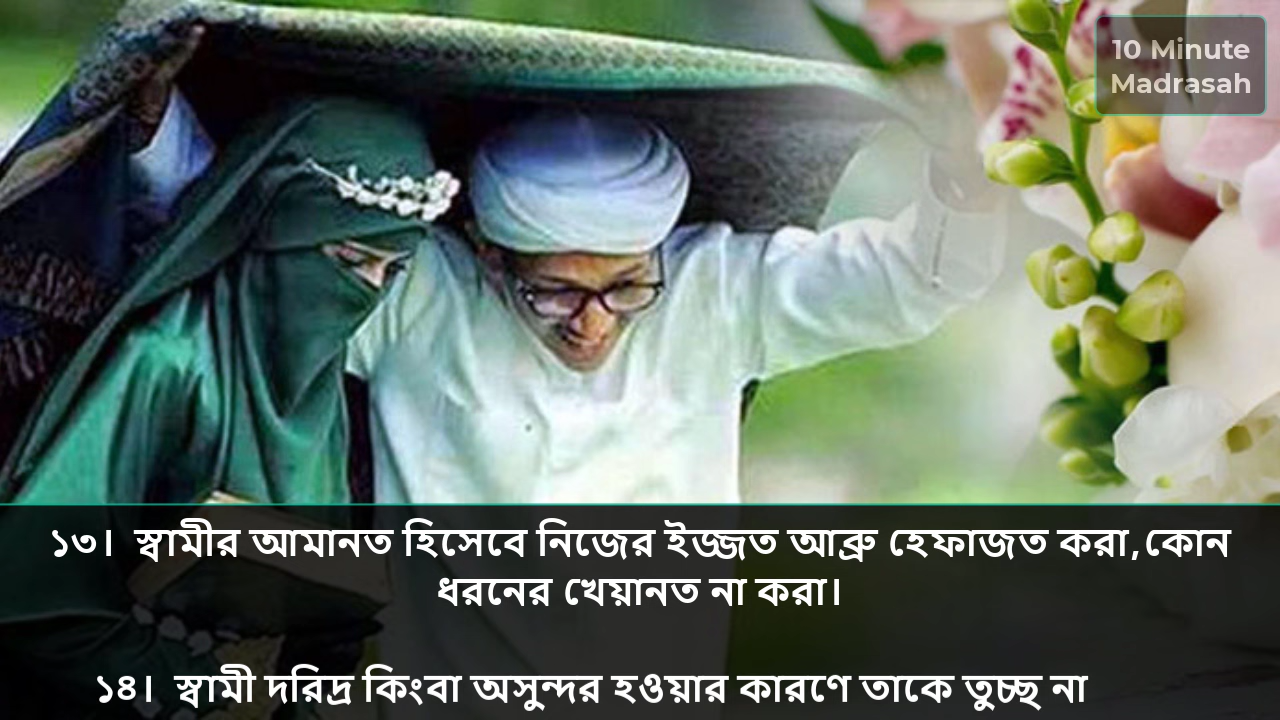 10 Minute
Madrasah
১৩।  স্বামীর আমানত হিসেবে নিজের ইজ্জত আব্রু হেফাজত করা,কোন
ধরনের খেয়ানত না করা।
১৪।  স্বামী দরিদ্র কিংবা অসুন্দর হওয়ার কারণে তাকে তুচ্ছ না